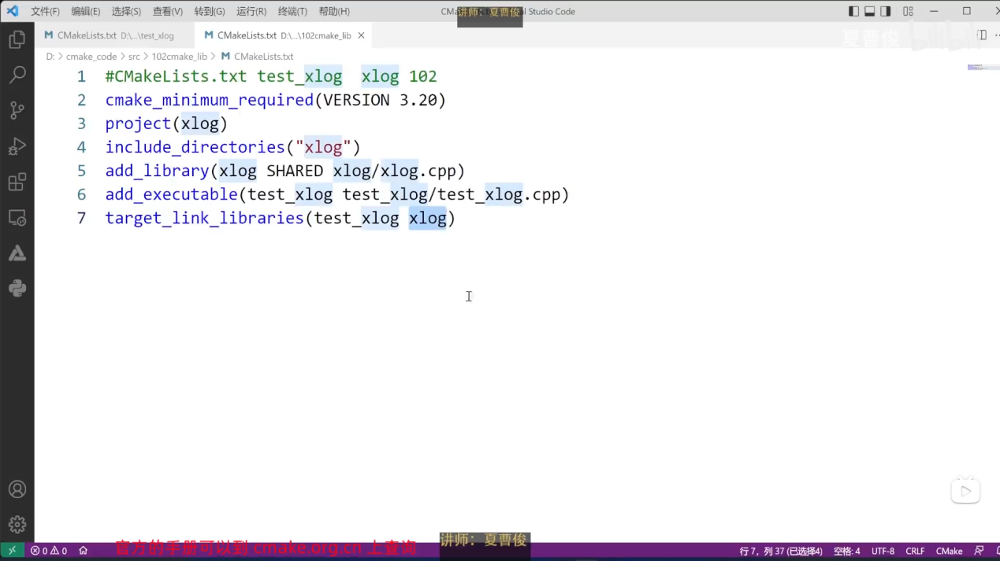 文件(F) 编辑(E) 选择(S) 查看(V) 转到(G) 运行(R) 终端(T) 帮助(H) Studio Code
讲师：夏曹俊
CMakeLists.txt D:\...\test_xlog CMakeLists.txt D:\...\102cmake_lib
夏曹俊
D: > cmake_code > src > 102cmake_lib > CMakeLists.txt
1 #CMakeLists.txt test_xlog  xlog 102
2 cmake_minimum_required(VERSION 3.20)
3 project(xlog)
4 include_directories("xlog")
5 add_library(xlog SHARED xlog/xlog.cpp)
6 add_executable(test_xlog test_xlog/test_xlog.cpp)
7 target_link_libraries(test_xlog xlog)
官方的手册可以到 cmake.org.cn 上查询
讲师：夏曹俊
0 0 行 7，列 37 (已选择4) 空格: 4 UTF-8 CRLF CMake